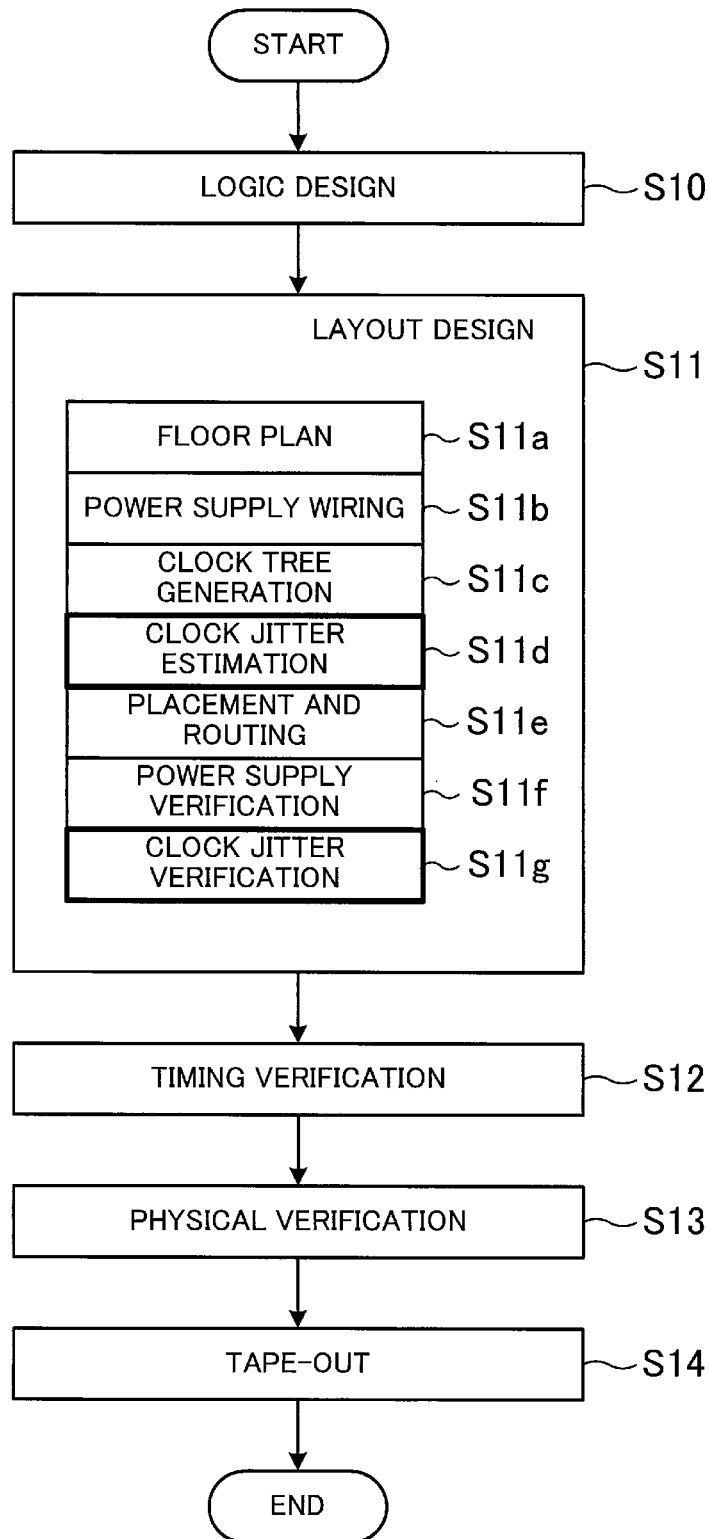 START
LOGIC DESIGN
S10
LAYOUT DESIGN
S11
FLOOR PLAN
S11a
POWER SUPPLY WIRING
S11b
CLOCK TREE
GENERATION
S11c
CLOCK JITTER
ESTIMATION
S11d
PLACEMENT AND
ROUTING
S11e
POWER SUPPLY
VERIFICATION
S11f
CLOCK JITTER
VERIFICATION
S11g
TIMING VERIFICATION
S12
PHYSICAL VERIFICATION
S13
TAPE-OUT
S14
END